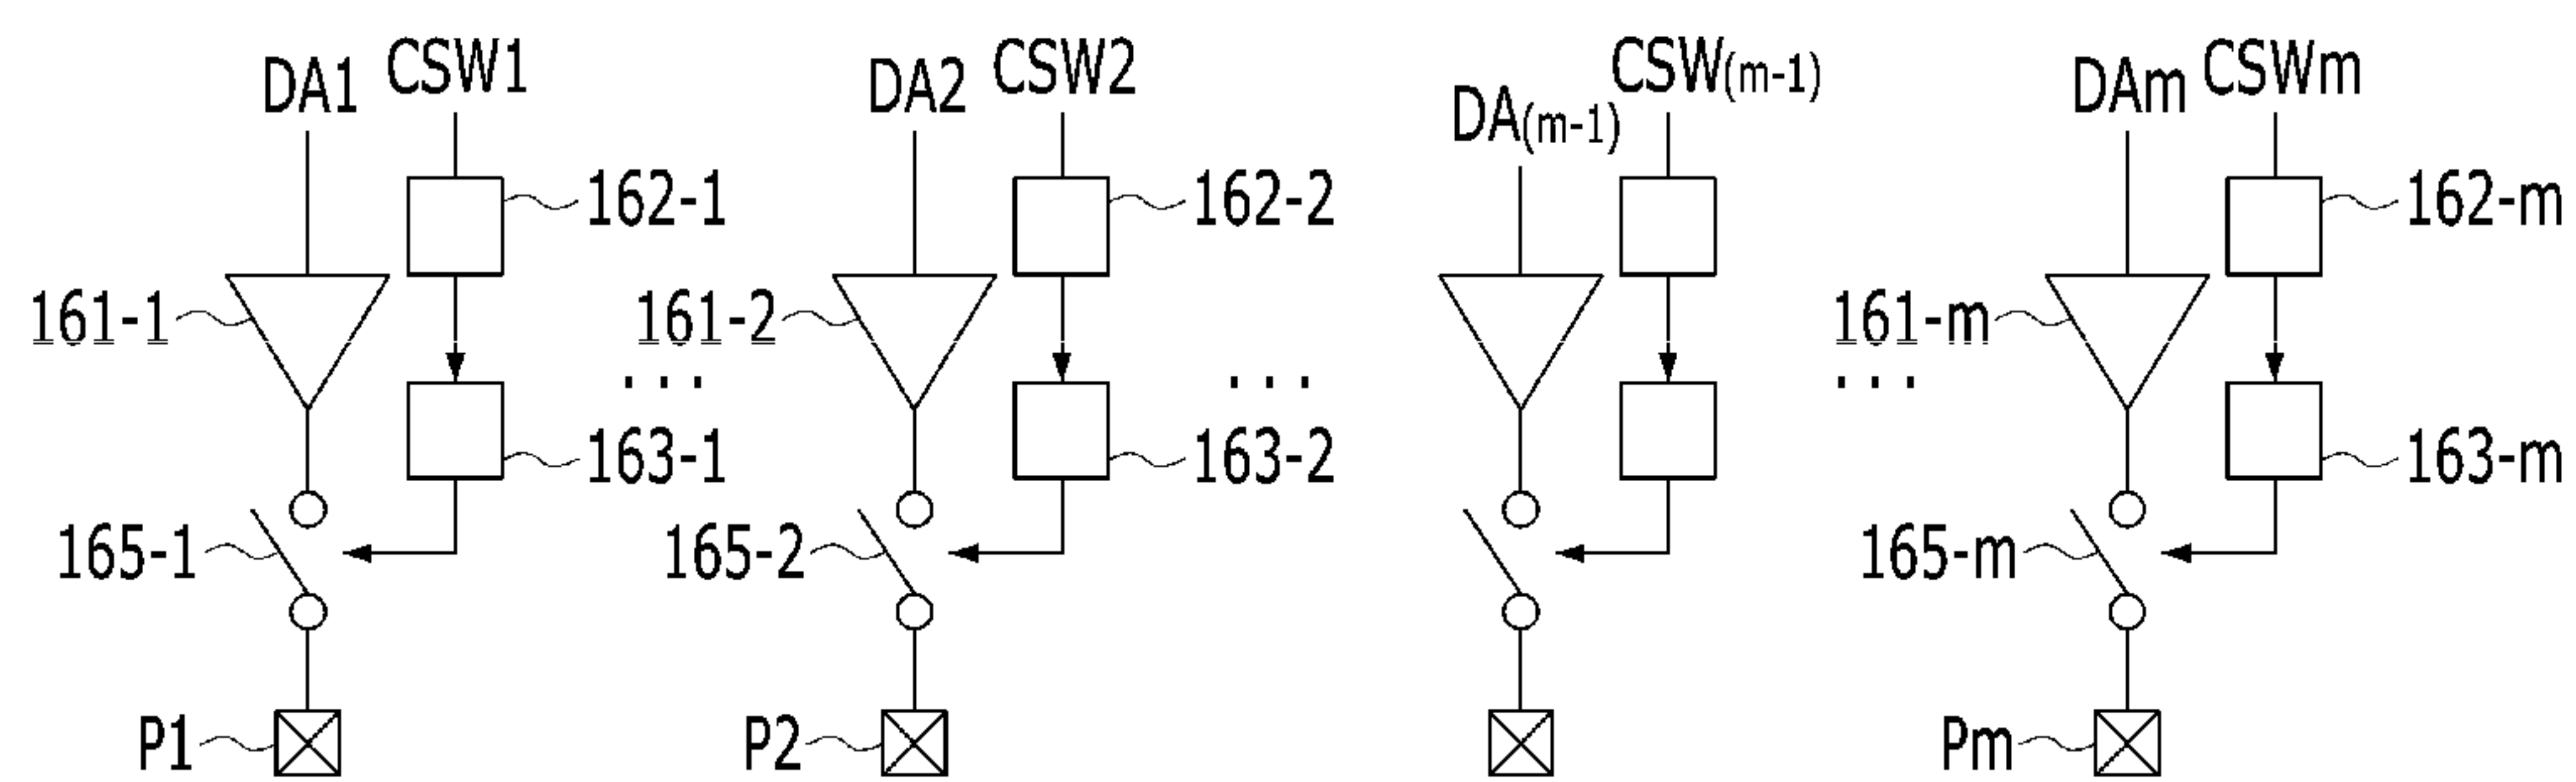 DA1 CSW1 DA2 CSW2 DA(m-1) CSW(m-1) DAm CSWm
162-1 162-2 162-m
161-1 161-2 161-m
... ... ...
163-1 163-2 163-m
165-1 165-2 165-m
P1 P2 Pm